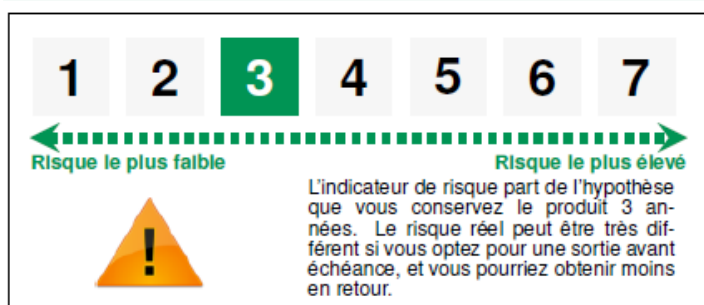 1 2 3 4 5 6 7
Risque le plus faible Risque le plus élevé
L'indicateur de risque part de l'hypothèse
que vous conservez le produit 3 an-
nées. Le risque réel peut être très dif-
férent si vous optez pour une sortie avant
échéance, et vous pourriez obtenir moins
en retour.
!